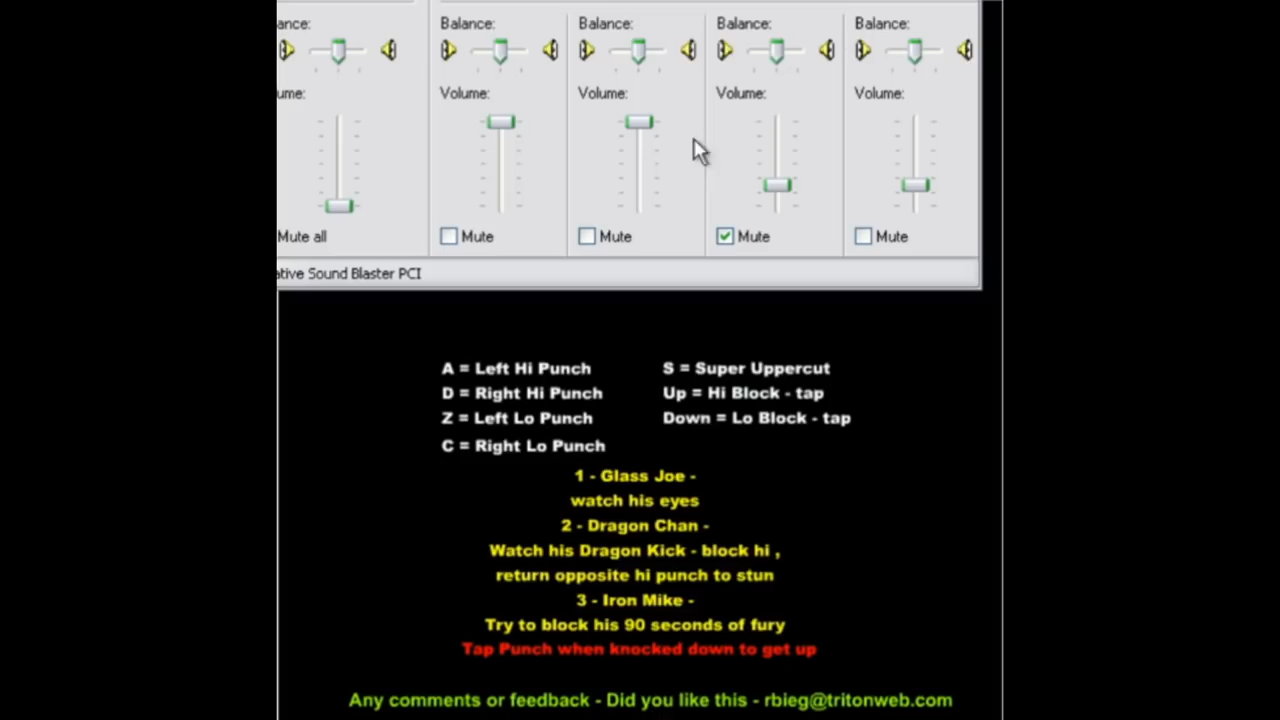 ance: Balance: Balance: Balance: Balance:
ume: Volume: Volume: Volume: Volume:
Mute all Mute Mute Mute Mute
ative Sound Blaster PCI
A = Left Hi Punch S = Super Uppercut
D = Right Hi Punch Up = Hi Block - tap
Z = Left Lo Punch Down = Lo Block - tap
C = Right Lo Punch
1 - Glass Joe -
watch his eyes
2 - Dragon Chan -
Watch his Dragon Kick - block hi ,
return opposite hi punch to stun
3 - Iron Mike -
Try to block his 90 seconds of fury
Tap Punch when knocked down to get up
Any comments or feedback - Did you like this - rbieg@tritonweb.com